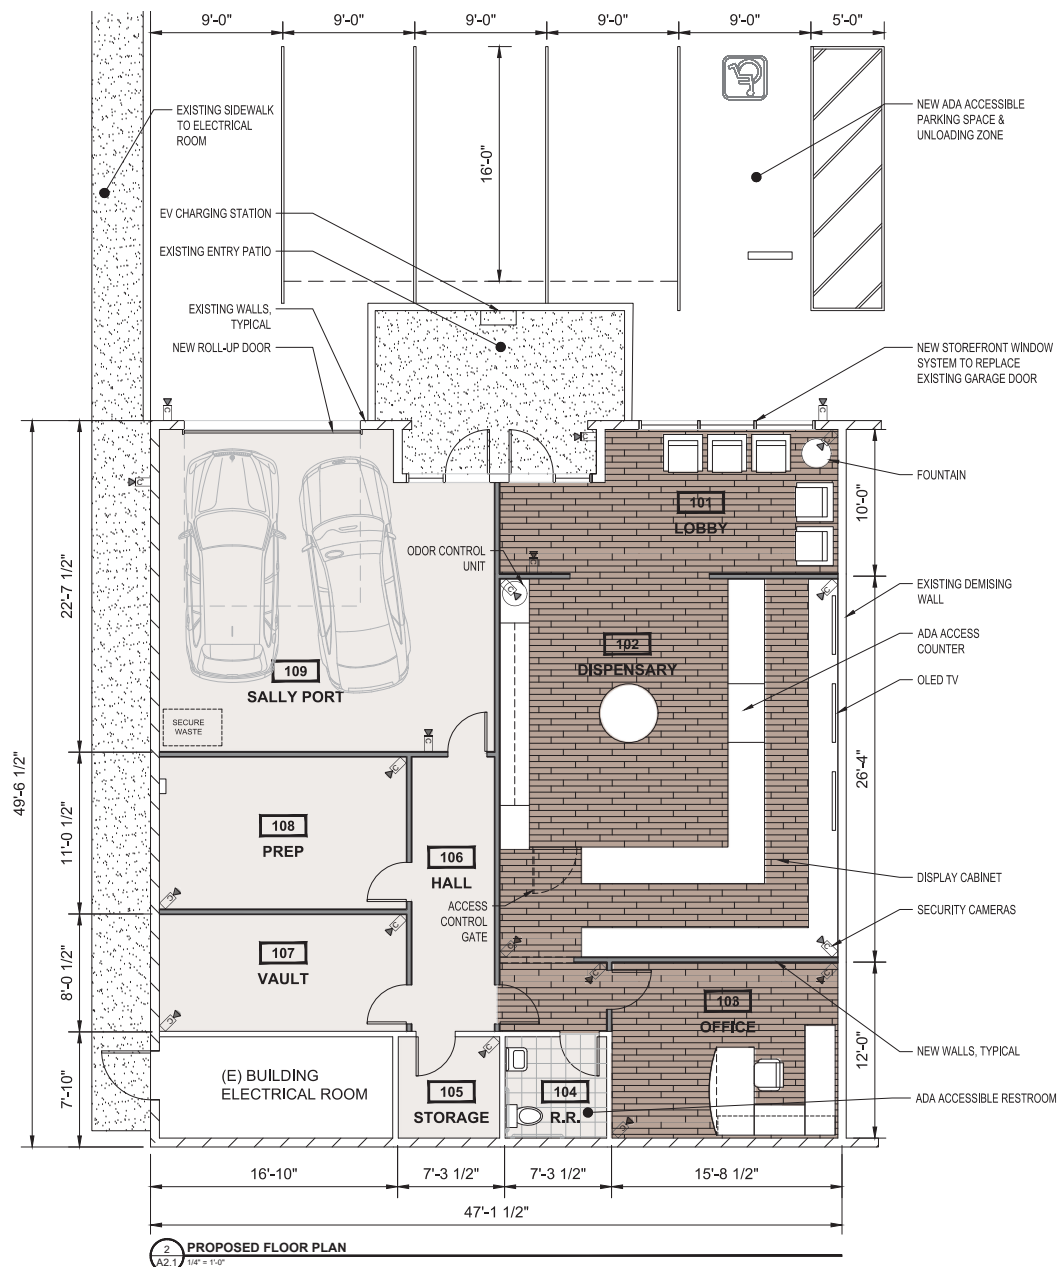 9'-0"
9'-0"
9'-0"
9'-0"
9'-0"
5'-0"
EXISTING SIDEWALK
TO ELECTRICAL
ROOM
16'-0"
NEW ADA ACCESSIBLE
PARKING SPACE &
UNLOADING ZONE
EV CHARGING STATION
EXISTING ENTRY PATIO
EXISTING WALLS,
TYPICAL
NEW ROLL-UP DOOR
NEW STOREFRONT WINDOW
SYSTEM TO REPLACE
EXISTING GARAGE DOOR
FOUNTAIN
101
LOBBY
10'-0"
ODOR CONTROL
UNIT
EXISTING DEMISING
WALL
ADA ACCESS
COUNTER
OLED TV
102
DISPENSARY
109
SALLY PORT
SECURE
WASTE
22'-7 1/2"
49'-6 1/2"
26'-4"
11'-0 1/2"
108
PREP
106
HALL
ACCESS
CONTROL
GATE
DISPLAY CABINET
SECURITY CAMERAS
107
VAULT
8'-0 1/2"
103
OFFICE
12'-0"
NEW WALLS, TYPICAL
7'-10"
(E) BUILDING
ELECTRICAL ROOM
105
STORAGE
104
R.R.
ADA ACCESSIBLE RESTROOM
16'-10"
7'-3 1/2"
7'-3 1/2"
15'-8 1/2"
47'-1 1/2"
2
A2.1
PROPOSED FLOOR PLAN
1/4" = 1'-0"